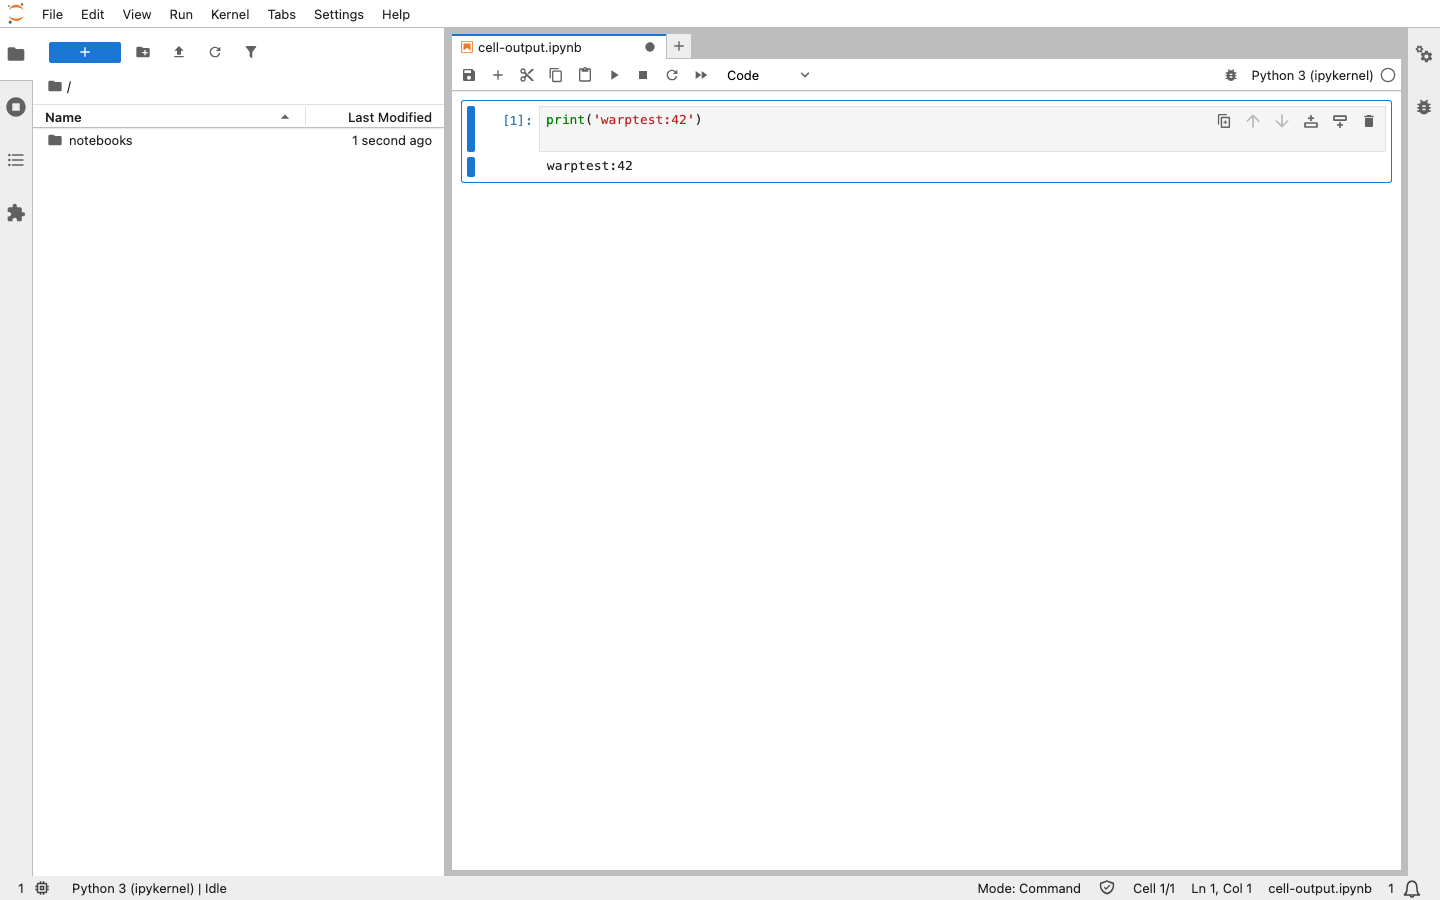 File Edit View Run Kernel Tabs Settings Help
/
Name Last Modified
notebooks 1 second ago
cell-output.ipynb
Code Python 3 (ipykernel)
[1]: print('warptest:42')
warptest:42
1 Python 3 (ipykernel) | Idle Mode: Command Cell 1/1 Ln 1, Col 1 cell-output.ipynb 1